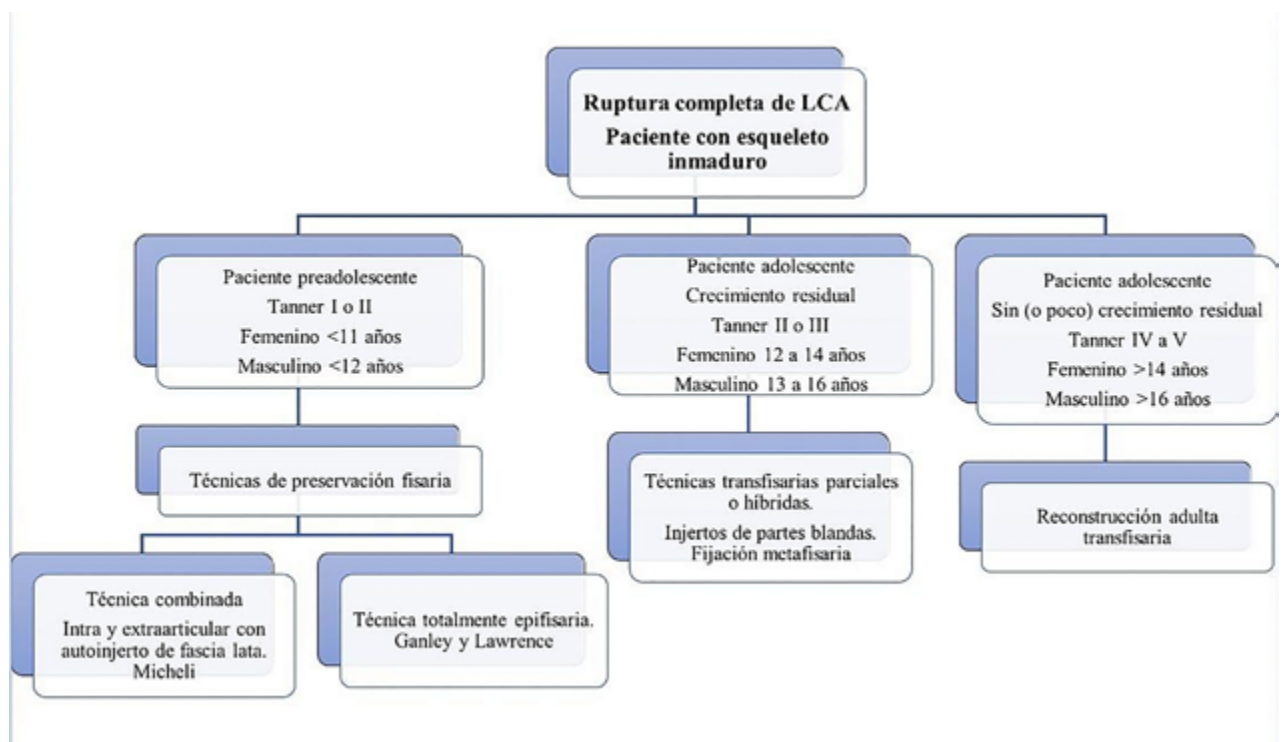 Ruptura completa de LCA
Paciente con esqueleto
inmaduro
Paciente preadolescente
Tanner I o II
Femenino <11 años
Masculino <12 años
Paciente adolescente
Crecimiento residual
Tanner II o III
Femenino 12 a 14 años
Masculino 13 a 16 años
Paciente adolescente
Sin (o poco) crecimiento residual
Tanner IV a V
Femenino >14 años
Masculino >16 años
Técnicas de preservación fisaria
Técnicas transfisarias parciales
o híbridas.
Injertos de partes blandas.
Fijación metafisaria
Reconstrucción adulta
transfisaria
Técnica combinada
Intra y extraarticular con
autoinjerto de fascia lata.
Micheli
Técnica totalmente epifisaria.
Ganley y Lawrence